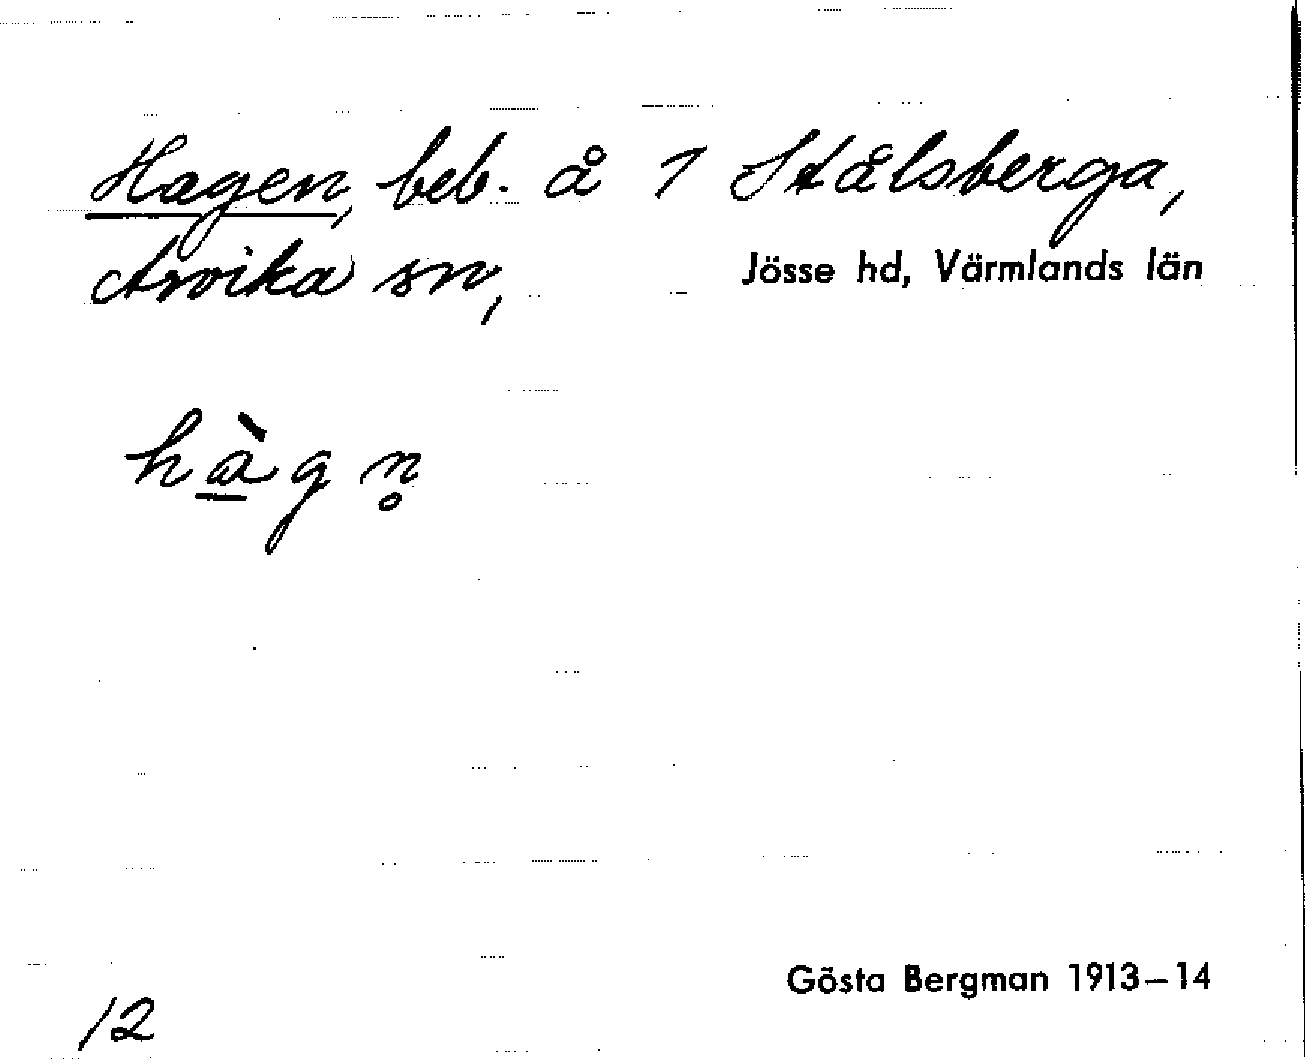 Hagen, beb. å 1 Stålsberga,
Arvika sn, Jösse hd, Värmlands län
hàgn̥
Gösta Bergman 1913–14
12